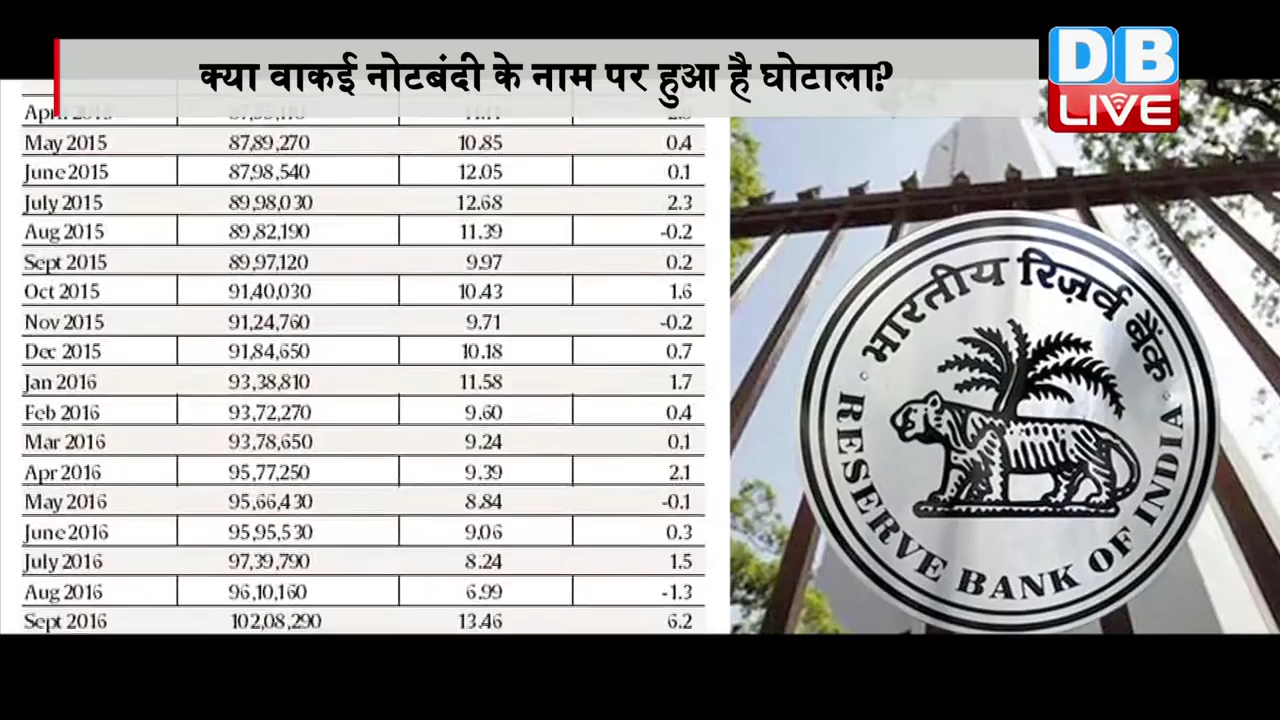 क्या वाकई नोटबंदी के नाम पर हुआ है घोटाला?
DB
LIVE
May 2015 87,89,270 10.85 0.4
June 2015 87,98,540 12.05 0.1
July 2015 89,98,030 12.68 2.3
Aug 2015 89,82,190 11.39 -0.2
Sept 2015 89,97,120 9.97 0.2
Oct 2015 91,40,030 10.43 1.6
Nov 2015 91,24,760 9.71 -0.2
Dec 2015 91,84,650 10.18 0.7
Jan 2016 93,38,810 11.58 1.7
Feb 2016 93,72,270 9.60 0.4
Mar 2016 93,78,650 9.24 0.1
Apr 2016 95,77,250 9.39 2.1
May 2016 95,66,430 8.84 -0.1
June 2016 95,95,530 9.06 0.3
July 2016 97,39,790 8.24 1.5
Aug 2016 96,10,160 6.99 -1.3
Sept 2016 102,08,290 13.46 6.2
भारतीय रिज़र्व बैंक
RESERVE BANK OF INDIA